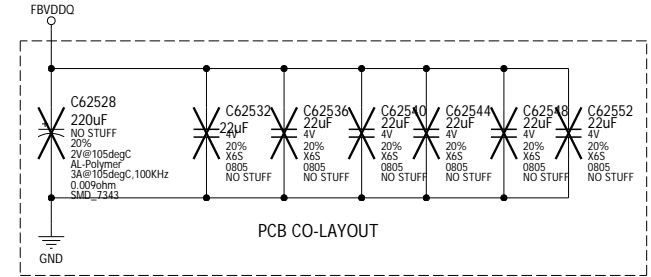 FBVDDQ
C62528
220uF
NO STUFF
20%
2V@105degC
AL-Polymer
3A@105degC,100KHz
0.009ohm
SMD_7343
C62532
22uF
4V
20%
X6S
0805
NO STUFF
C62536
22uF
4V
20%
X6S
0805
NO STUFF
C62540
22uF
4V
20%
X6S
0805
NO STUFF
C62544
22uF
4V
20%
X6S
0805
NO STUFF
C62548
22uF
4V
20%
X6S
0805
NO STUFF
C62552
22uF
4V
20%
X6S
0805
NO STUFF
PCB CO-LAYOUT
GND